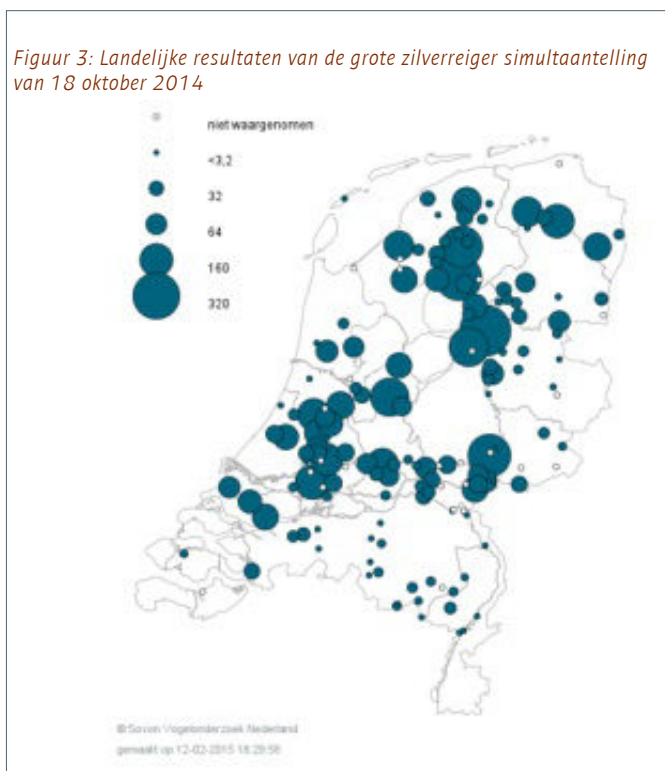 Figuur 3: Landelijke resultaten van de grote zilverreiger simultaantelling
van 18 oktober 2014
niet waargenomen
<3,2
32
64
160
320
© Sovon Vogelonderzoek Nederland
gemaakt op 12-02-2015 18:29:58